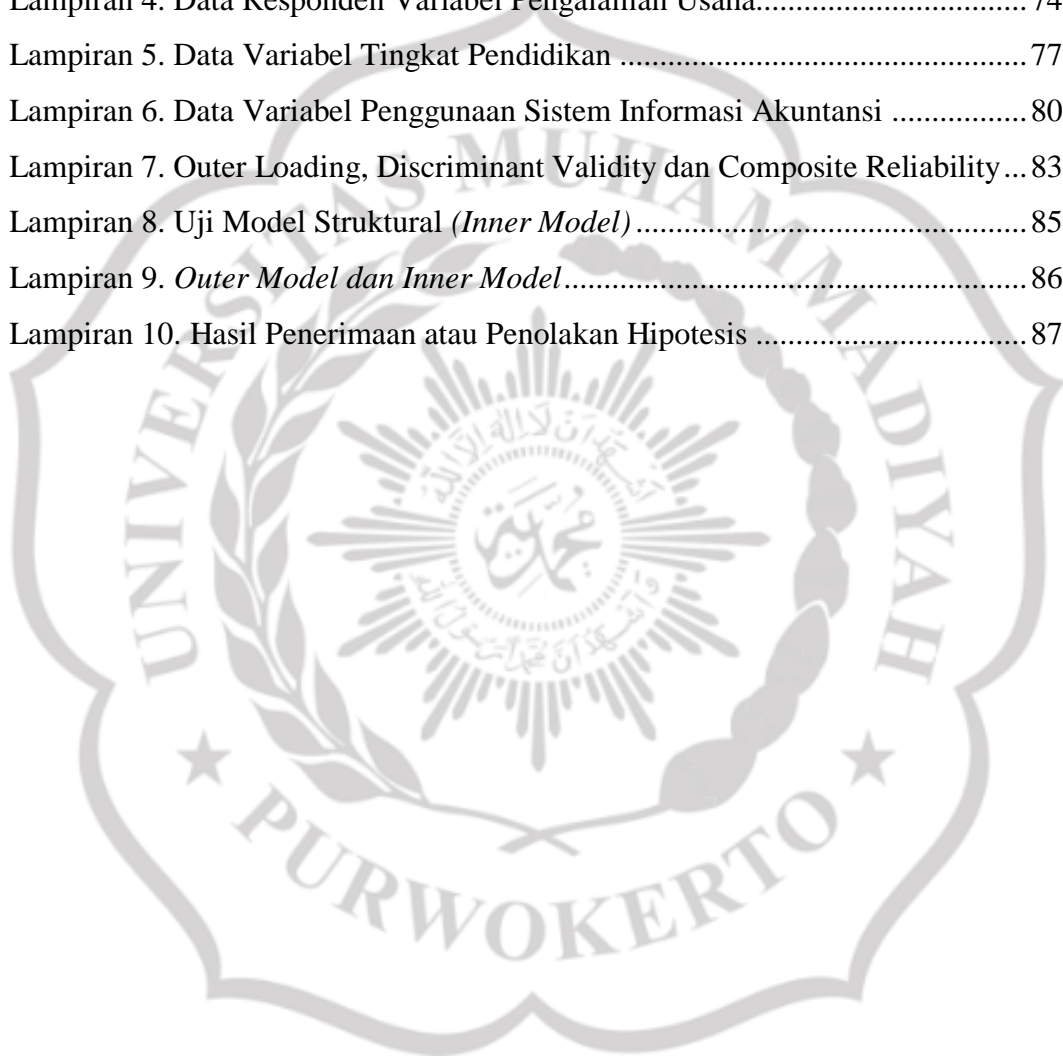 Lampiran 4. Data Responden Variabel Pengalaman Usaha................................. 74
Lampiran 5. Data Variabel Tingkat Pendidikan ................................................. 77
Lampiran 6. Data Variabel Penggunaan Sistem Informasi Akuntansi ................ 80
Lampiran 7. Outer Loading, Discriminant Validity dan Composite Reliability... 83
Lampiran 8. Uji Model Struktural (Inner Model) ............................................... 85
Lampiran 9. Outer Model dan Inner Model........................................................ 86
Lampiran 10. Hasil Penerimaan atau Penolakan Hipotesis ................................ 87
UNIVERSITAS MUHAMMADIYAH
PURWOKERTO